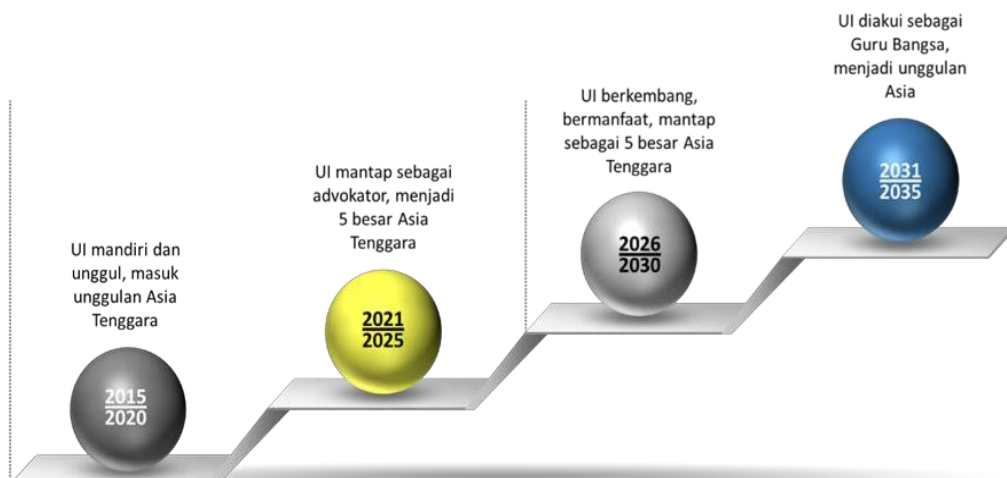 UI mandiri dan
unggul, masuk
unggulan Asia
Tenggara
2015
2020
UI mantap sebagai
advokator, menjadi
5 besar Asia
Tenggara
2021
2025
UI berkembang,
bermanfaat, mantap
sebagai 5 besar Asia
Tenggara
2026
2030
UI diakui sebagai
Guru Bangsa,
menjadi unggulan
Asia
2031
2035